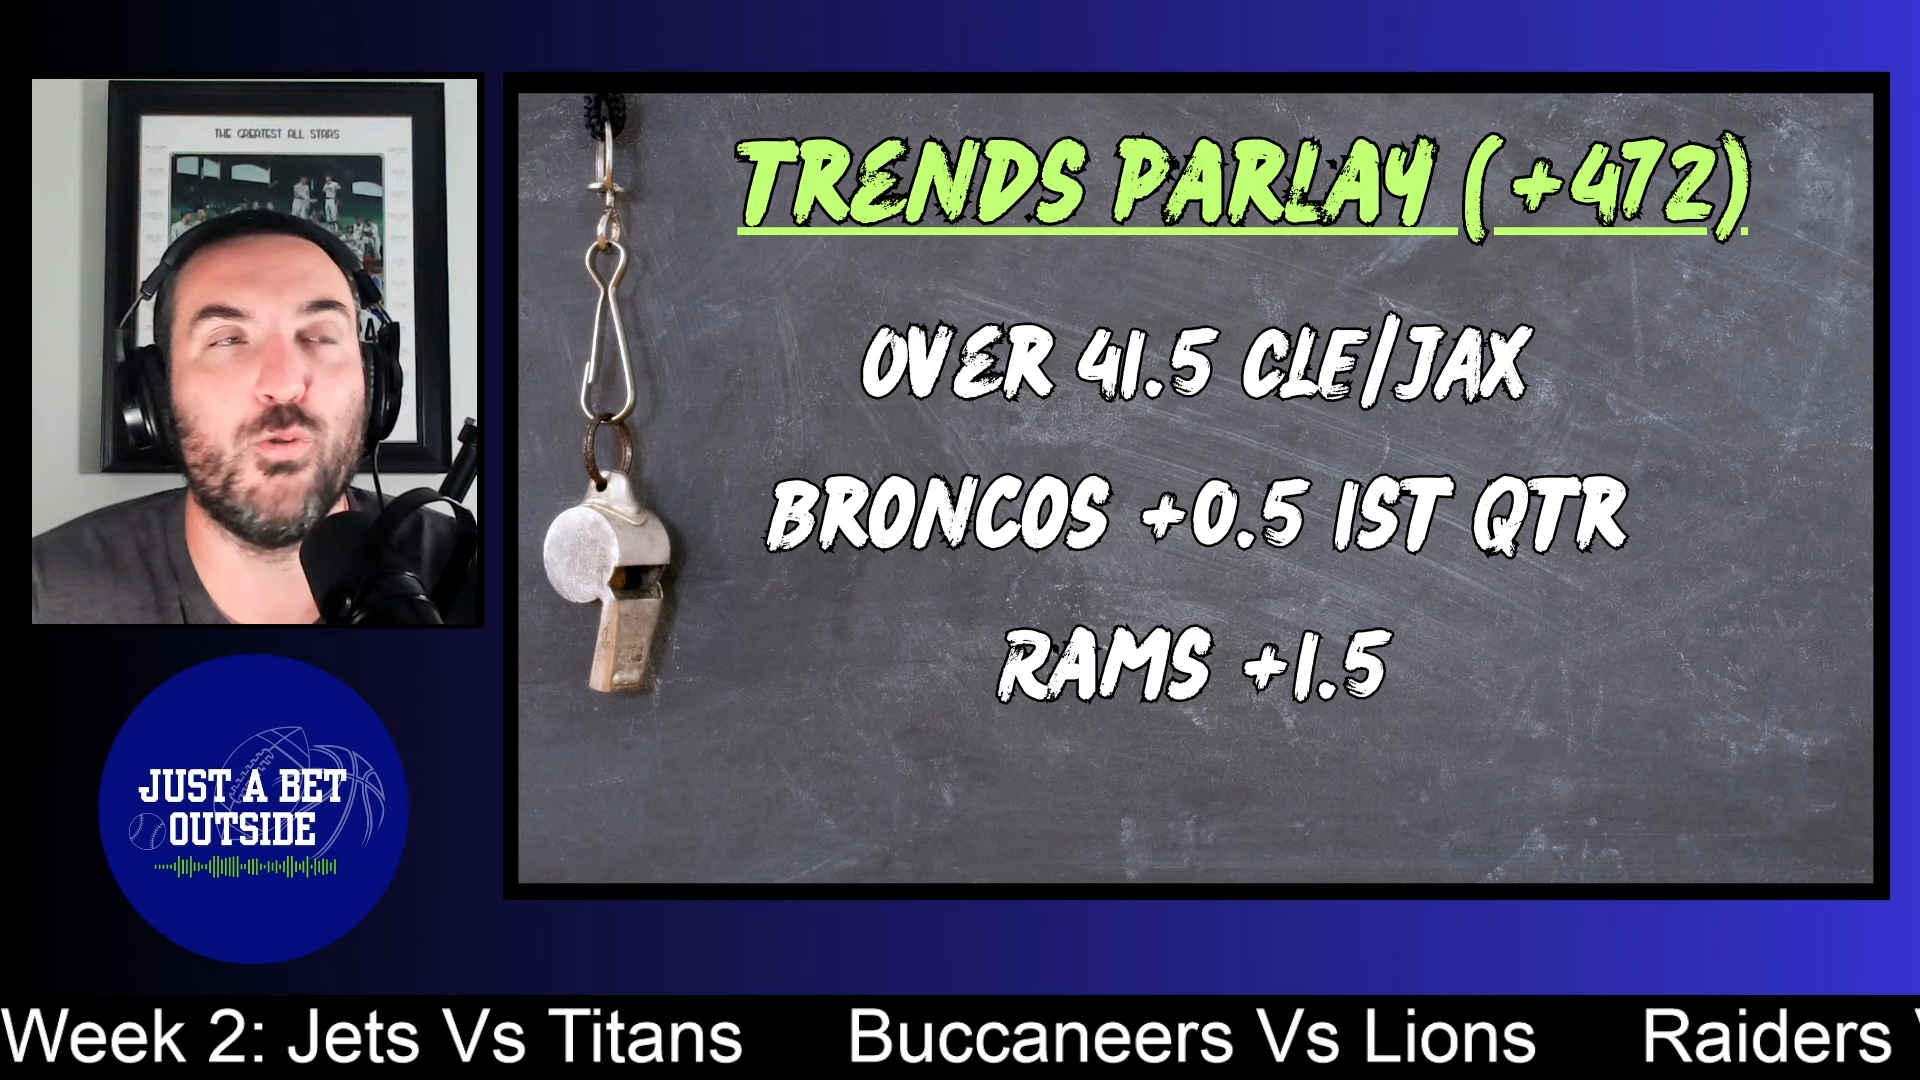 THE GREATEST ALL STARS
TRENDS PARLAY (+472)
OVER 41.5 CLE/JAX
BRONCOS +0.5 1ST QTR
RAMS +1.5
JUST A BET
OUTSIDE
Week 2: Jets Vs Titans Buccaneers Vs Lions Raiders